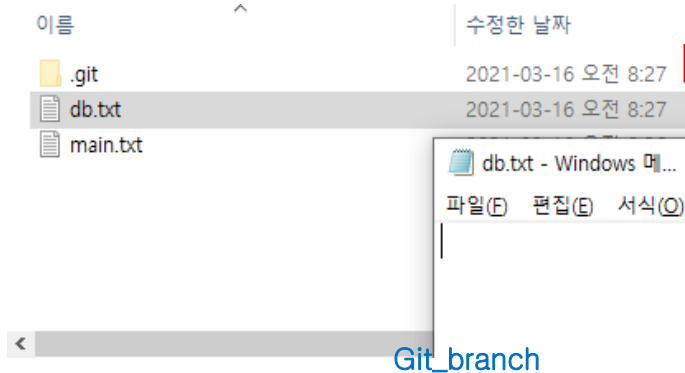 이름 수정한 날짜
.git 2021-03-16 오전 8:27
db.txt 2021-03-16 오전 8:27
main.txt
db.txt - Windows 메...
파일(F) 편집(E) 서식(O)
Git_branch